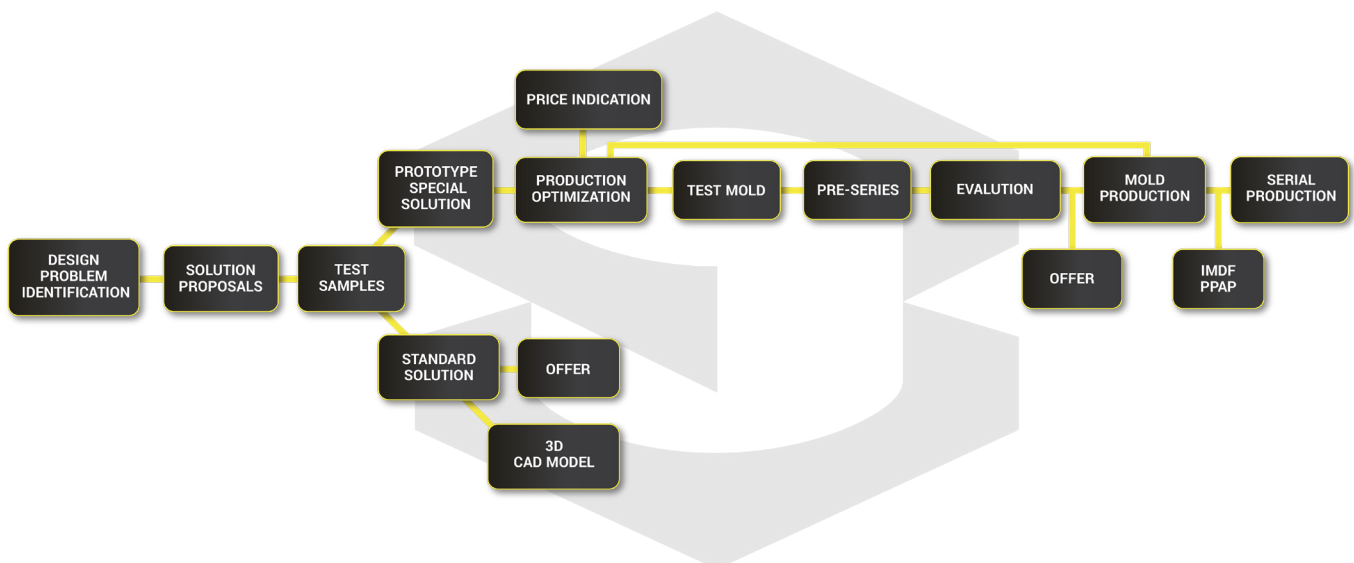 PRICE INDICATION
PROTOTYPE
SPECIAL
SOLUTION
PRODUCTION
OPTIMIZATION
TEST MOLD
PRE-SERIES
EVALUTION
MOLD
PRODUCTION
SERIAL
PRODUCTION
DESIGN
PROBLEM
IDENTIFICATION
SOLUTION
PROPOSALS
TEST
SAMPLES
OFFER
IMDF
PPAP
STANDARD
SOLUTION
OFFER
3D
CAD MODEL